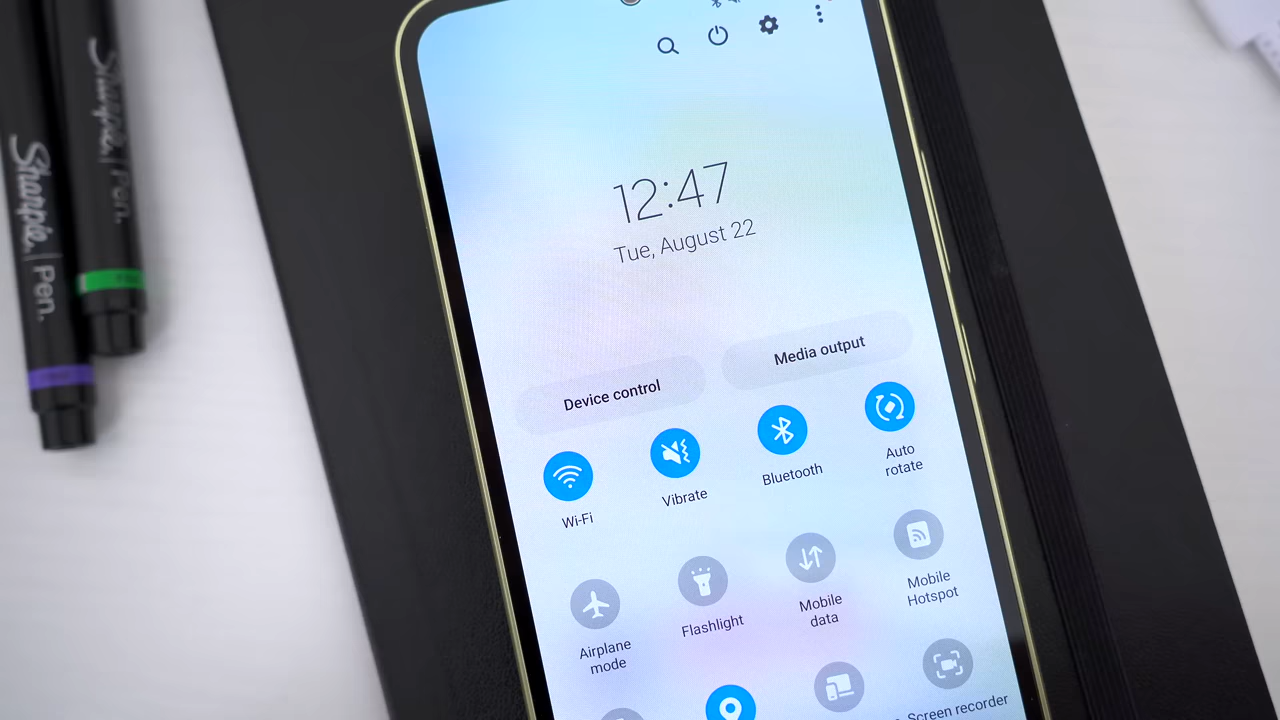 Sharpie | Pen.
Sharpie | Pen.
12:47
Tue, August 22
Device control
Media output
Wi-Fi
Vibrate
Bluetooth
Auto
rotate
Airplane
mode
Flashlight
Mobile
data
Mobile
Hotspot
Screen recorder